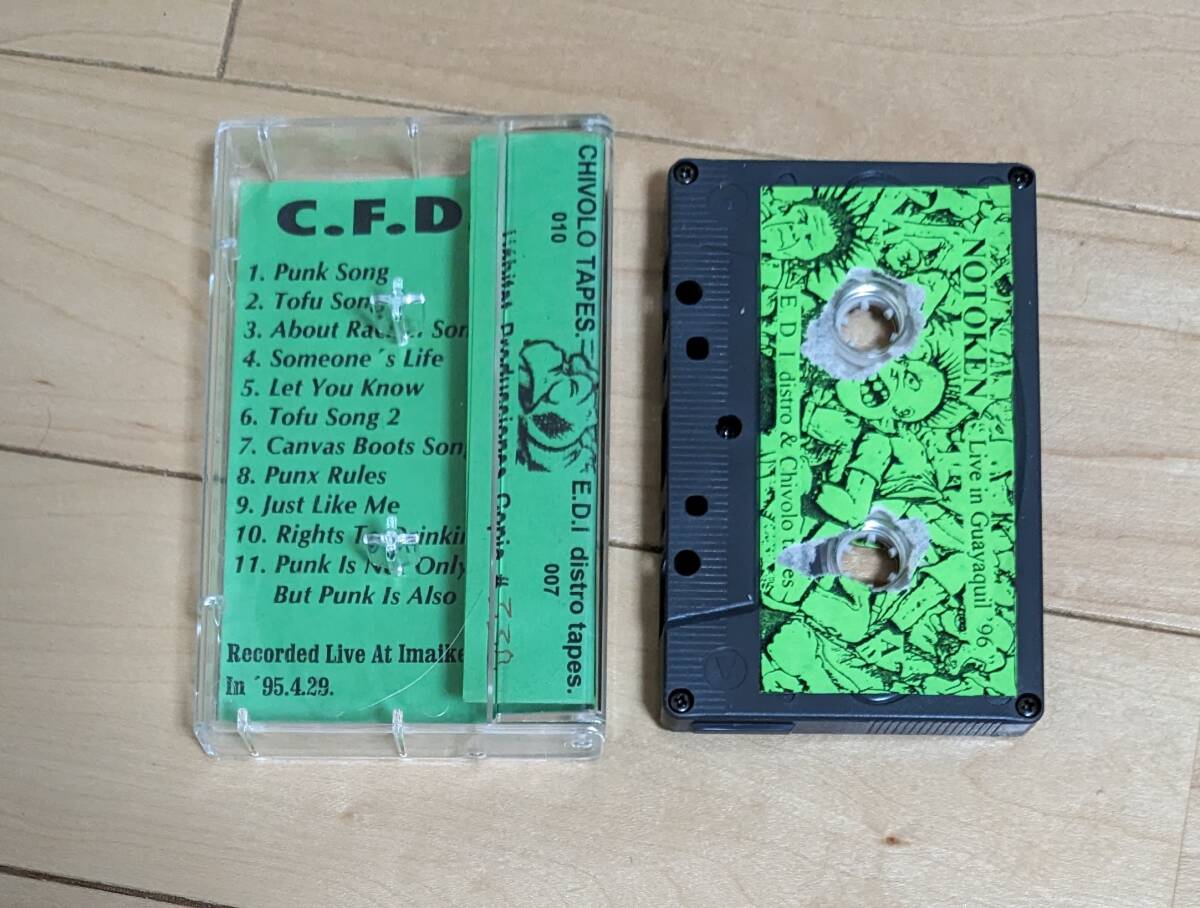 C.F.D
1. Punk Song
2. Tofu Song
3. About Son
4. Someone´s Life
5. Let You Know
6. Tofu Song 2
7. Canvas Boots Song
8. Punx Rules
9. Just Like Me
10. Rights
11. Punk Is Only
But Punk Is Also
Recorded Live At Imaike
In ´95.4.29.
CHIVOLO TAPES.
010
E.D.I distro tapes.
007
NOTOKEN Live in Guayaquil '96
E D I distro & Chivolo